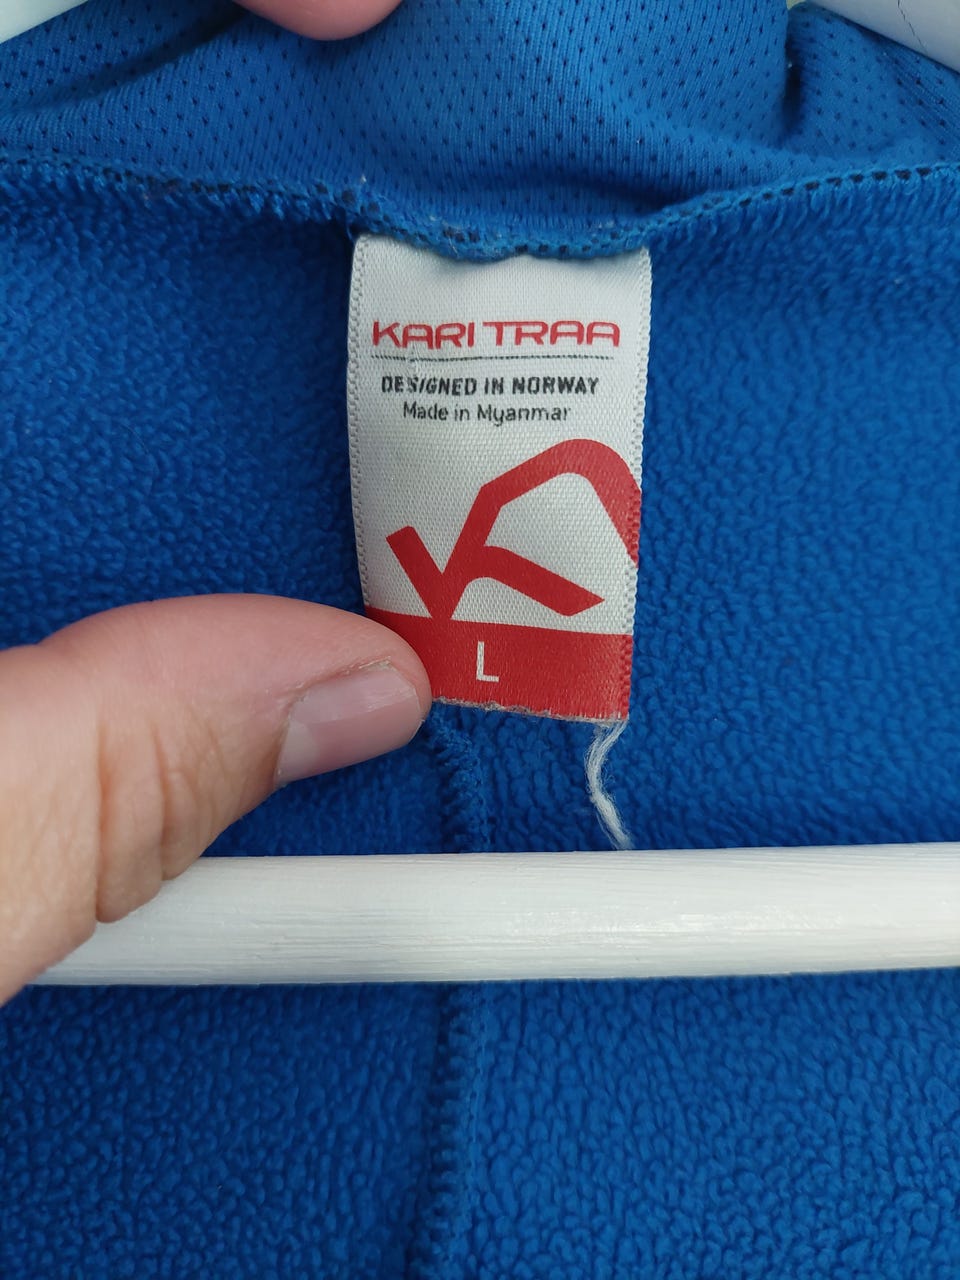 KARI TRAA
DESIGNED IN NORWAY
Made in Myanmar
L